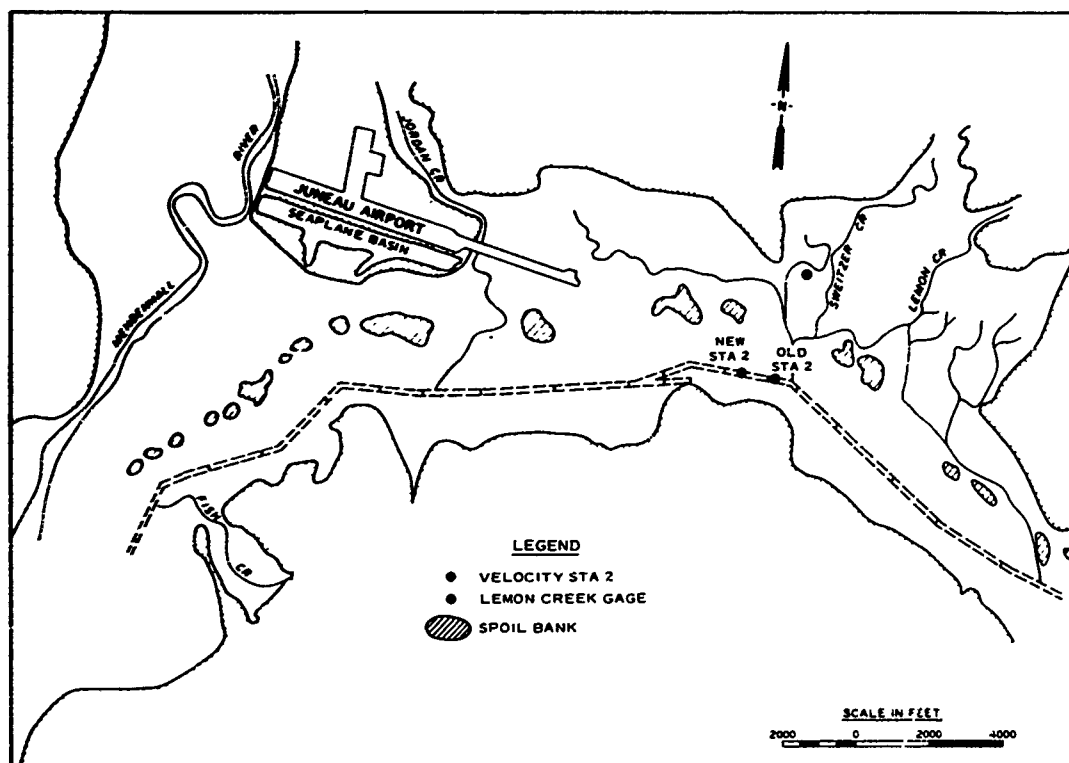 N
RIVER
JORDAN CR
JUNEAU AIRPORT
SEAPLANE BASIN
MENDENHALL
SWEITZER CR
LEMON CR
NEW
STA 2
OLD
STA 2
FISH
CR
LEGEND
VELOCITY STA 2
LEMON CREEK GAGE
SPOIL BANK
SCALE IN FEET
2000 0 2000 4000